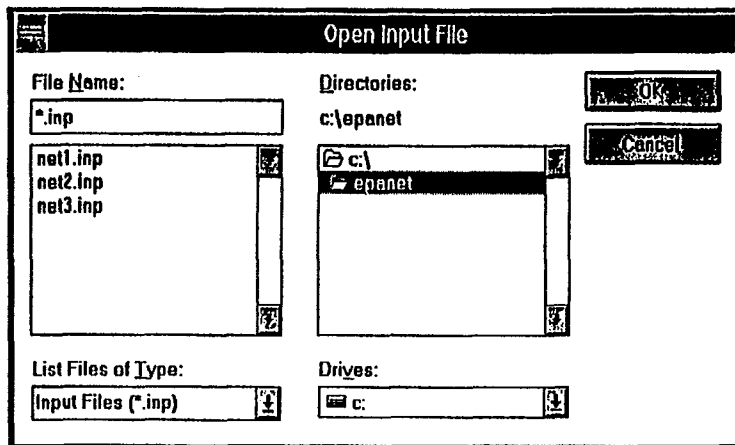 Open Input File
File Name:
*.inp
net1.inp
net2.inp
net3.inp
List Files of Type:
Input Files (*.inp)
Directories:
c:\epanet
c:\
epanet
Drives:
c:
OK
Cancel